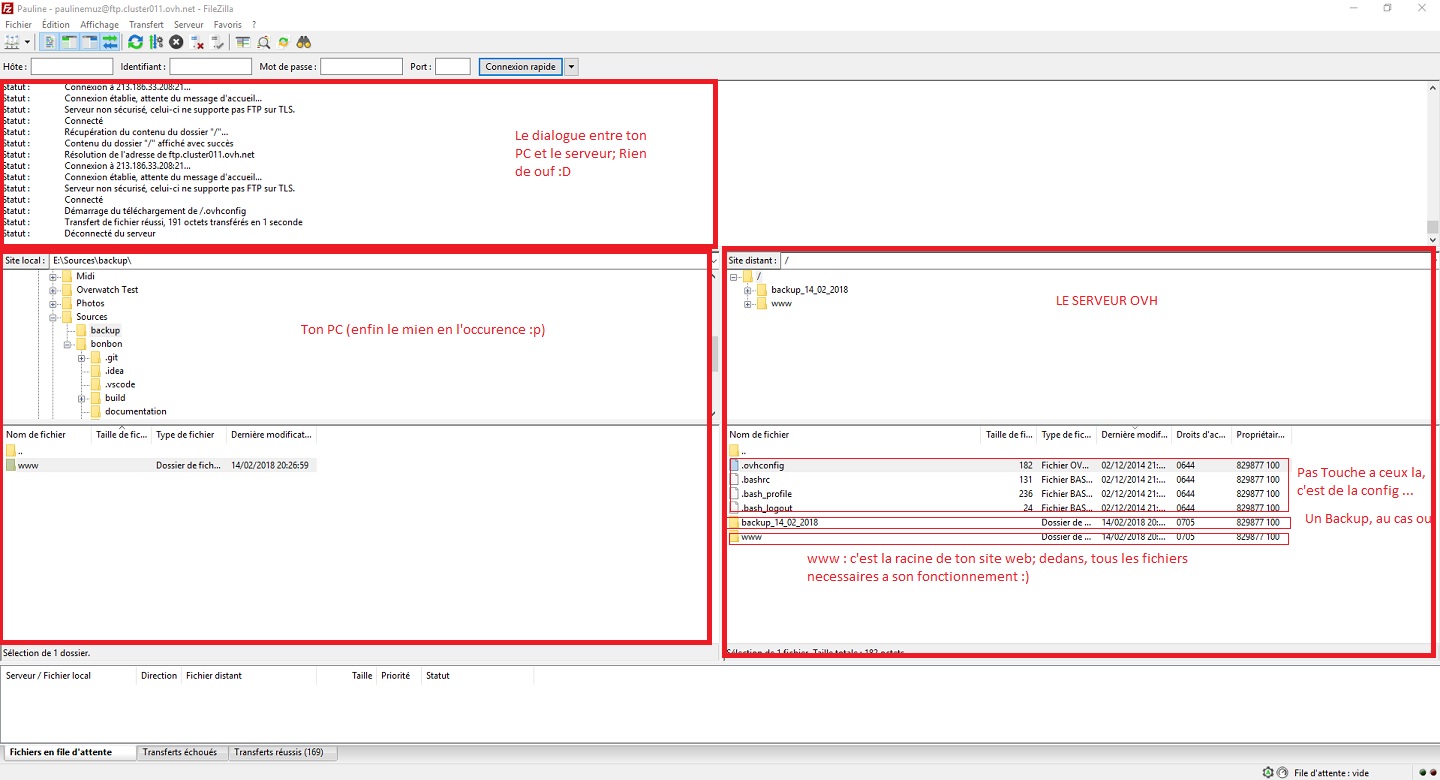 Pauline - paulinemuz@ftp.cluster011.ovh.net - FileZilla
Fichier Édition Affichage Transfert Serveur Favoris ?
Hôte : Identifiant : Mot de passe : Port : Connexion rapide
Statut : Connexion à 213.186.33.208:21...
Statut : Connexion établie, attente du message d'accueil...
Statut : Serveur non sécurisé, celui-ci ne supporte pas FTP sur TLS.
Statut : Connecté
Statut : Récupération du contenu du dossier "/"...
Statut : Contenu du dossier "/" affiché avec succès
Statut : Résolution de l'adresse de ftp.cluster011.ovh.net
Statut : Connexion à 213.186.33.208:21...
Statut : Connexion établie, attente du message d'accueil...
Statut : Serveur non sécurisé, celui-ci ne supporte pas FTP sur TLS.
Statut : Connecté
Statut : Démarrage du téléchargement de /.ovhconfig
Statut : Transfert de fichier réussi, 191 octets transférés en 1 seconde
Statut : Déconnecté du serveur
Le dialogue entre ton
PC et le serveur; Rien
de ouf :D
Site local : E:\Sources\backup\
Midi
Overwatch Test
Photos
Sources
backup
bonbon
.git
.idea
.vscode
build
documentation
Ton PC (enfin le mien en l'occurence :p)
Nom de fichier Taille de fic... Type de fichier Dernière modificat...
..
www Dossier de fich... 14/02/2018 20:26:59
Sélection de 1 dossier.
Site distant : /
/
backup_14_02_2018
www
LE SERVEUR OVH
Nom de fichier Taille de fi... Type de fic... Dernière modif... Droits d'ac... Propriétair...
..
.ovhconfig 182 Fichier OV... 02/12/2014 21:... 0644 829877 100
.bashrc 131 Fichier BAS... 02/12/2014 21:... 0644 829877 100
.bash_profile 236 Fichier BAS... 02/12/2014 21:... 0644 829877 100
.bash_logout 24 Fichier BAS... 02/12/2014 21:... 0644 829877 100
backup_14_02_2018 Dossier de ... 14/02/2018 20:... 0705 829877 100
www Dossier de ... 14/02/2018 20:... 0705 829877 100
Pas Touche a ceux la,
c'est de la config ...
Un Backup, au cas ou
www : c'est la racine de ton site web; dedans, tous les fichiers
necessaires a son fonctionnement :)
Sélection de 1 fichier. Taille totale : 182 octets
Serveur / Fichier local Direction Fichier distant Taille Priorité Statut
Fichiers en file d'attente Transferts échoués Transferts réussis (169)
File d'attente : vide